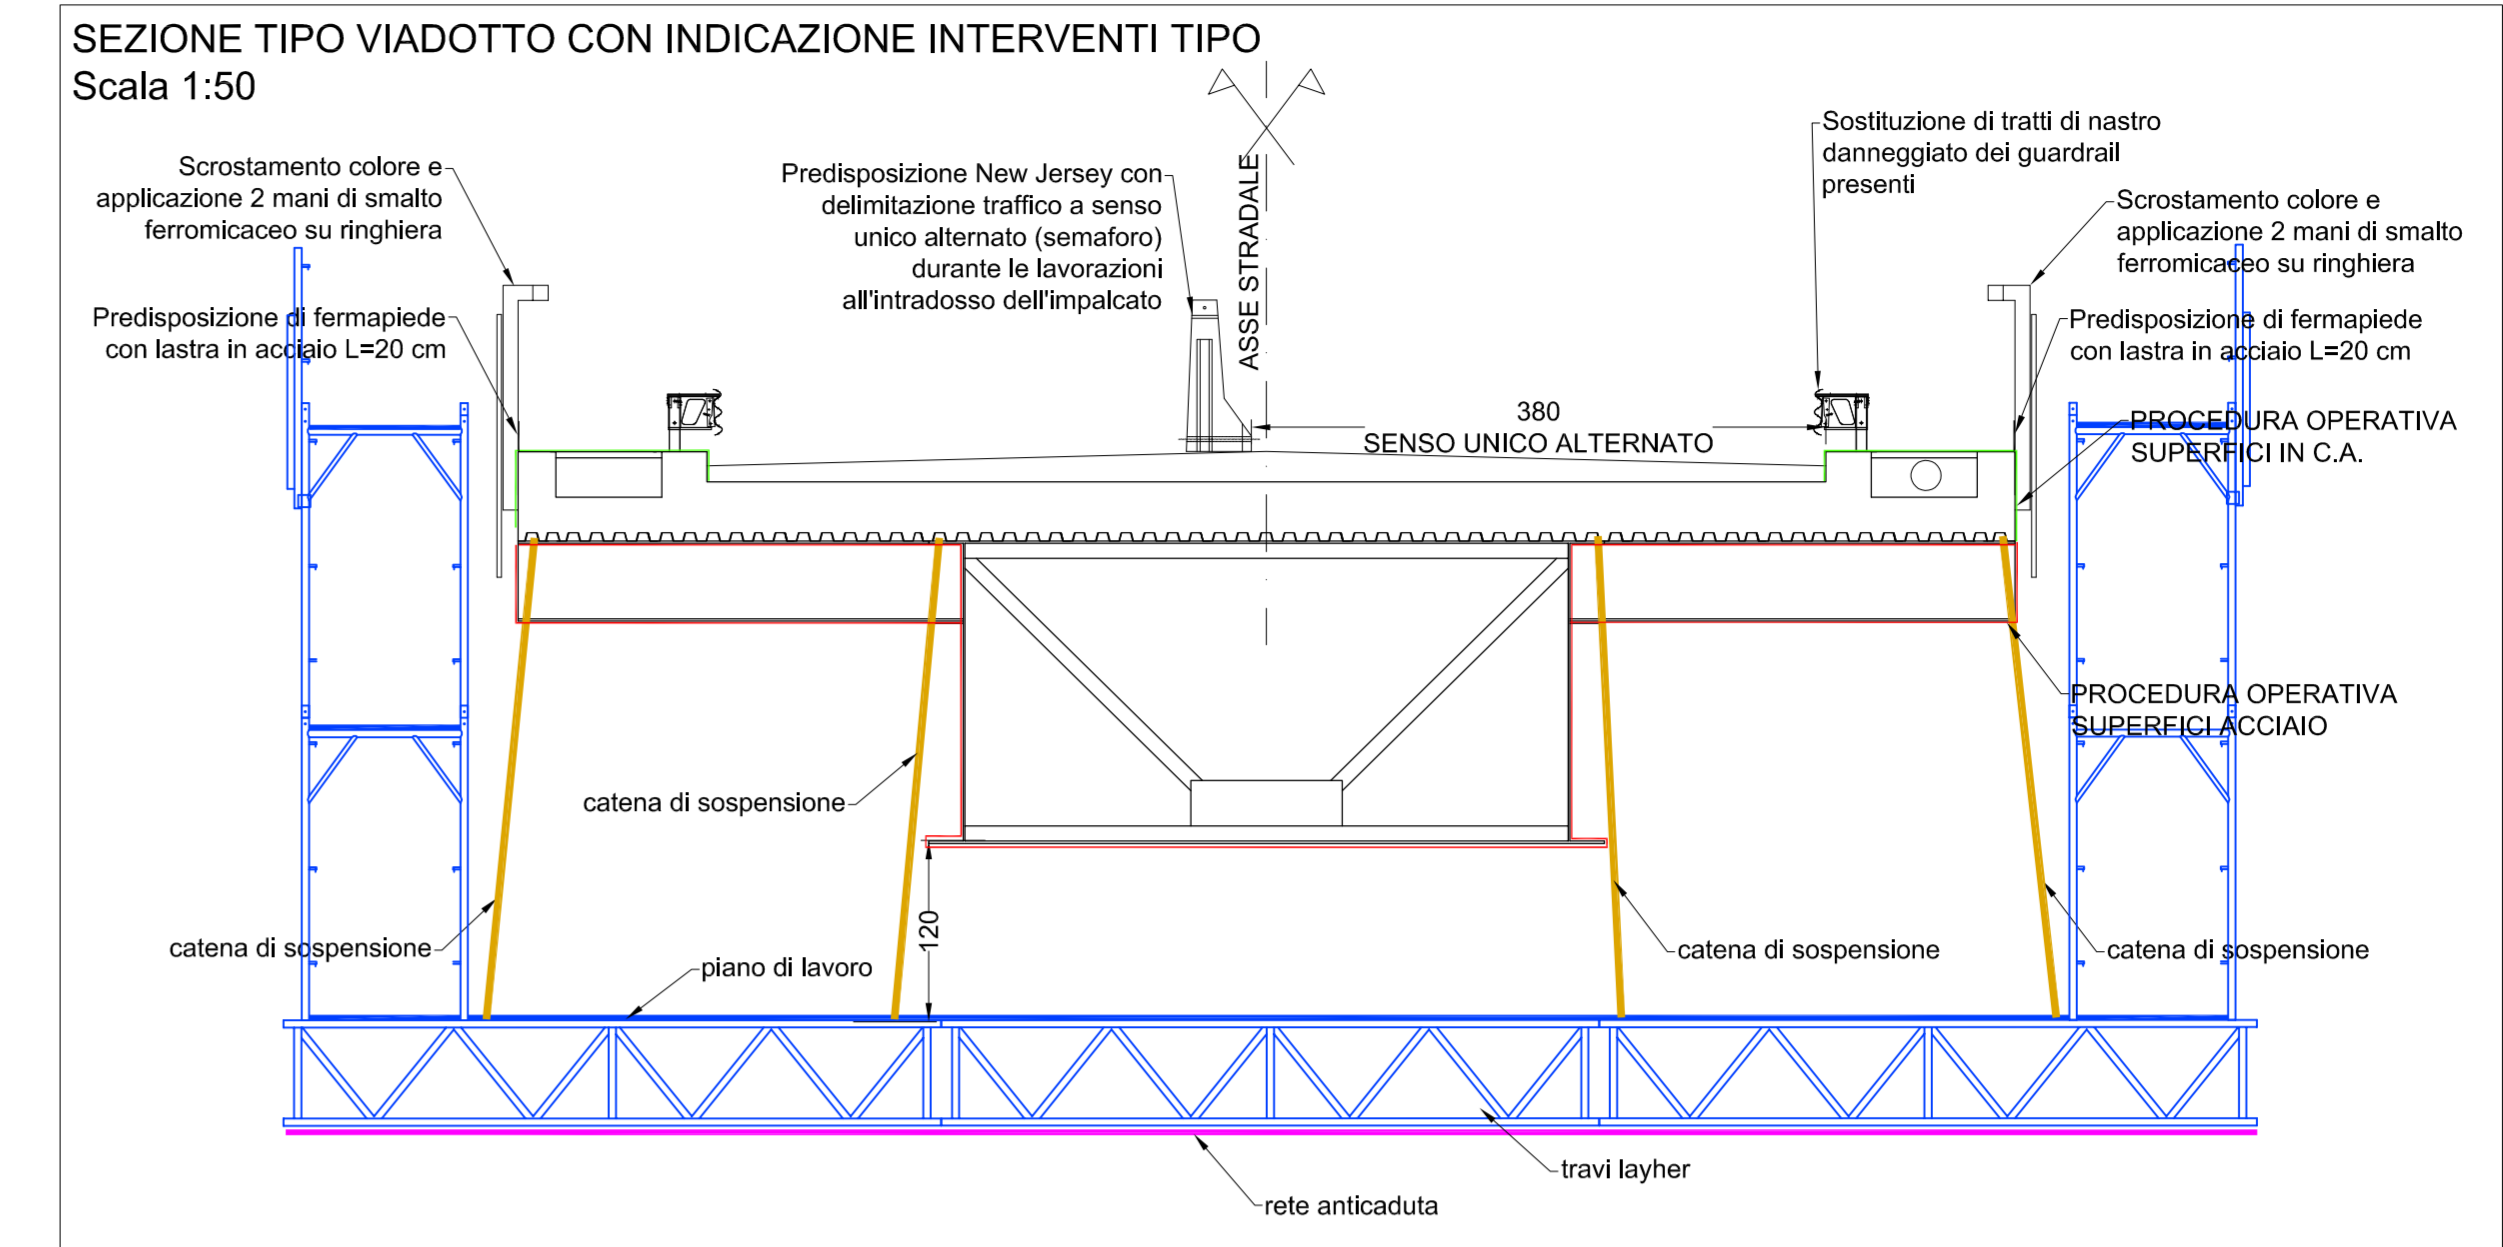 SEZIONE TIPO VIADOTTO CON INDICAZIONE INTERVENTI TIPO
Scala 1:50
Scrostamento colore e
applicazione 2 mani di smalto
ferromicaceo su ringhiera
Predisposizione di fermapiede
con lastra in acciaio L=20 cm
Predisposizione New Jersey con
delimitazione traffico a senso
unico alternato (semaforo)
durante le lavorazioni
all'intradosso dell'impalcato
ASSE STRADALE
Sostituzione di tratti di nastro
danneggiato dei guardrail
presenti
Scrostamento colore e
applicazione 2 mani di smalto
ferromicaceo su ringhiera
Predisposizione di fermapiede
con lastra in acciaio L=20 cm
380
SENSO UNICO ALTERNATO
PROCEDURA OPERATIVA
SUPERFICI IN C.A.
PROCEDURA OPERATIVA
SUPERFICI ACCIAIO
catena di sospensione
catena di sospensione
piano di lavoro
120
catena di sospensione
catena di sospensione
travi layher
rete anticaduta